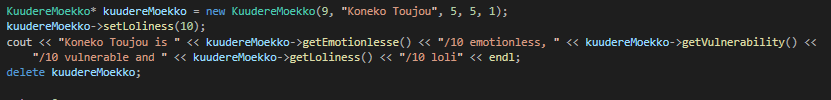 KuudereMoekko* kuudereMoekko = new KuudereMoekko(9, "Koneko Toujou", 5, 5, 1);
kuudereMoekko->setLoliness(10);
cout << "Koneko Toujou is " << kuudereMoekko->getEmotionlesse() << "/10 emotionless, " << kuudereMoekko->getVulnerability() <<
"/10 vulnerable and " << kuudereMoekko->getLoliness() << "/10 loli" << endl;
delete kuudereMoekko;